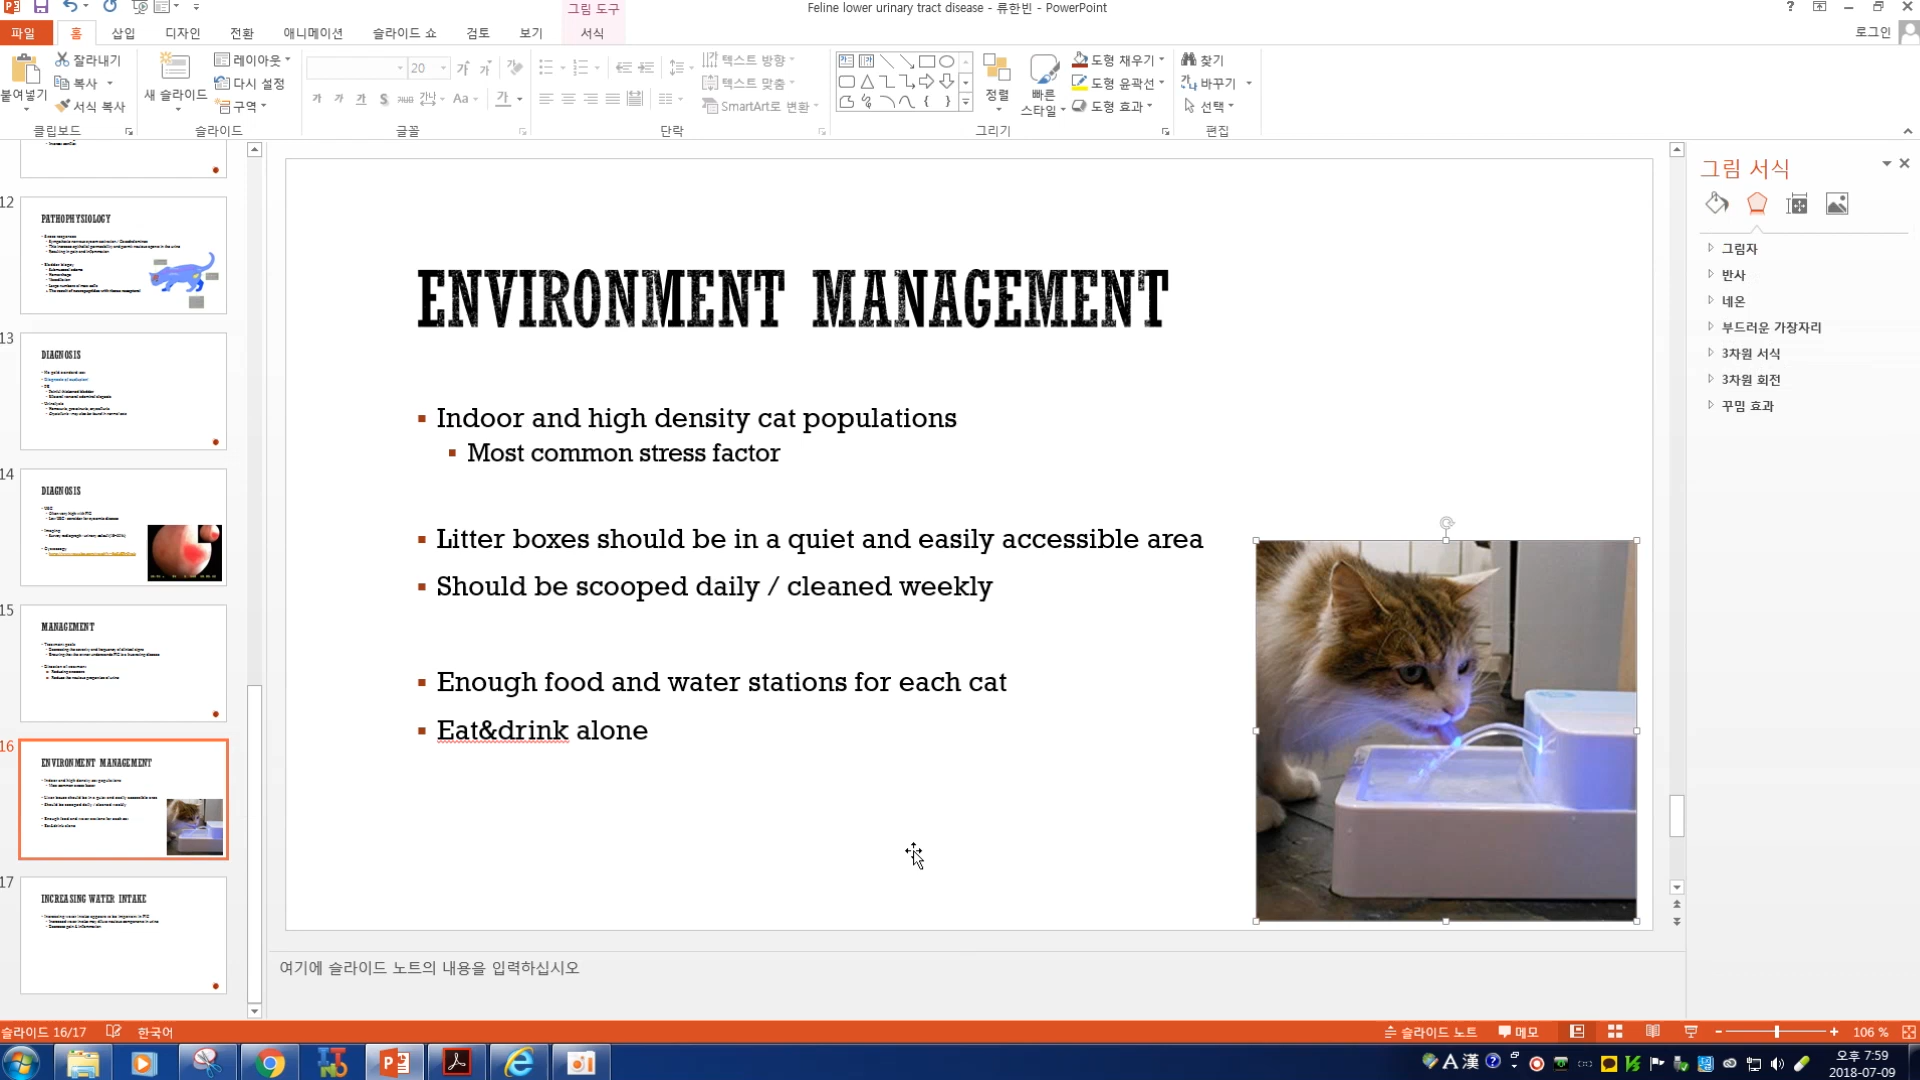 Feline lower urinary tract disease - 류한빈 - PowerPoint
그림 도구
파일 홈 삽입 디자인 전환 애니메이션 슬라이드 쇼 검토 보기 서식
로그인
붙여넣기
잘라내기
복사
서식 복사
클립보드
새 슬라이드
레이아웃
다시 설정
구역
슬라이드
20
글꼴
텍스트 방향
텍스트 맞춤
SmartArt로 변환
단락
정렬
빠른
스타일
도형 채우기
도형 윤곽선
도형 효과
그리기
찾기
바꾸기
선택
편집
12
PATHOPHYSIOLOGY
13
DIAGNOSIS
14
DIAGNOSIS
15
MANAGEMENT
16
ENVIRONMENT MANAGEMENT
17
INCREASING WATER INTAKE
ENVIRONMENT MANAGEMENT
Indoor and high density cat populations
Most common stress factor
Litter boxes should be in a quiet and easily accessible area
Should be scooped daily / cleaned weekly
Enough food and water stations for each cat
Eat&drink alone
여기에 슬라이드 노트의 내용을 입력하십시오
그림 서식
그림자
반사
네온
부드러운 가장자리
3차원 서식
3차원 회전
꾸밈 효과
슬라이드 16/17 한국어
슬라이드 노트 메모 106 %
A 漢
오후 7:59
2018-07-09